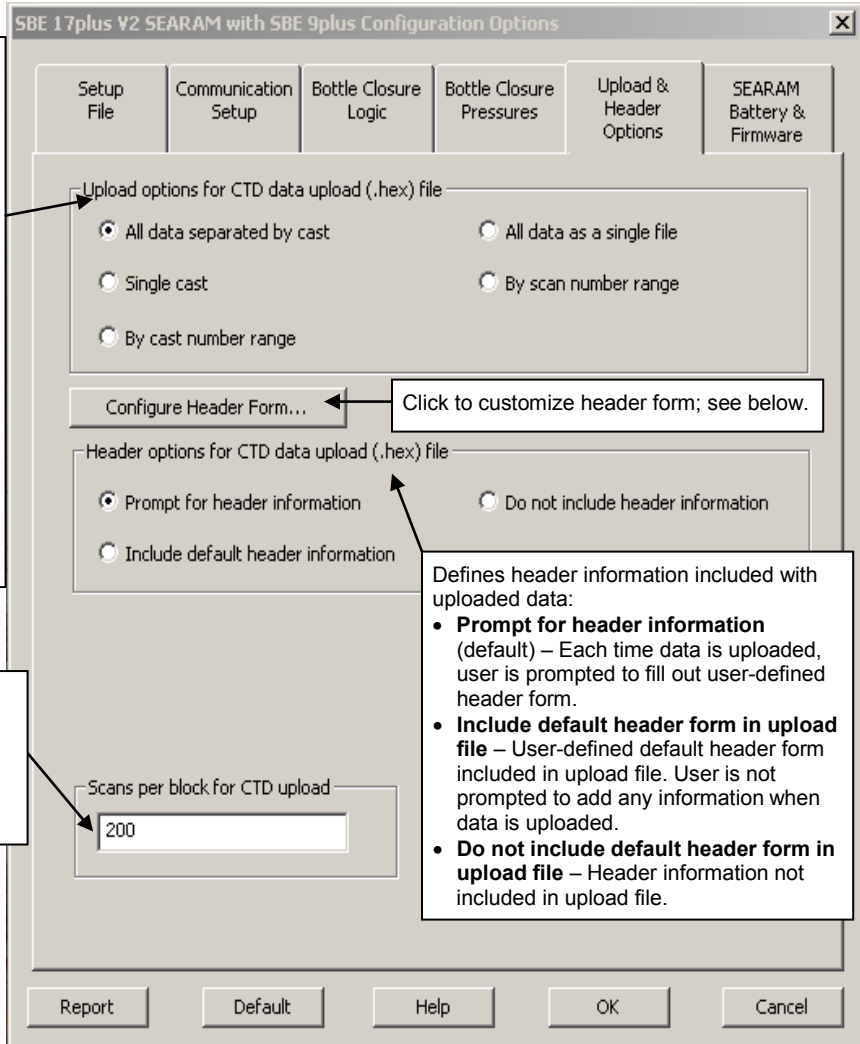 SBE 17plus V2 SEARAM with SBE 9plus Configuration Options
Setup
File
Communication
Setup
Bottle Closure
Logic
Bottle Closure
Pressures
Upload &
Header
Options
SEARAM
Battery &
Firmware
Upload options for CTD data upload (.hex) file
All data separated by cast
All data as a single file
Single cast
By scan number range
By cast number range
Configure Header Form...
Click to customize header form; see below.
Header options for CTD data upload (.hex) file
Prompt for header information
Do not include header information
Include default header information
Defines header information included with
uploaded data:
• Prompt for header information
(default) – Each time data is uploaded,
user is prompted to fill out user-defined
header form.
• Include default header form in upload
file – User-defined default header form
included in upload file. User is not
prompted to add any information when
data is uploaded.
• Do not include default header form in
upload file – Header information not
included in upload file.
Scans per block for CTD upload
200
Report
Default
Help
OK
Cancel